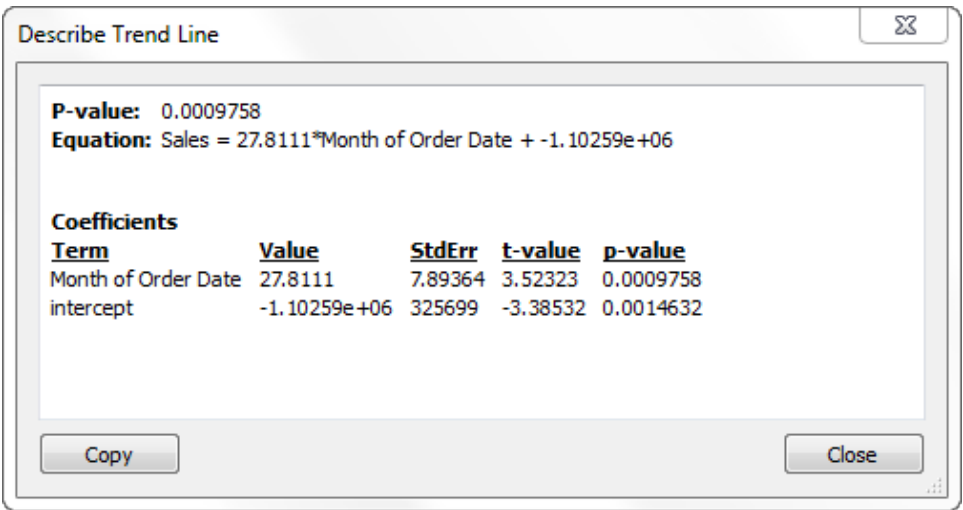 Describe Trend Line
P-value: 0.0009758
Equation: Sales = 27.8111*Month of Order Date + -1.10259e+06
Coefficients
Term Value StdErr t-value p-value
Month of Order Date 27.8111 7.89364 3.52323 0.0009758
intercept -1.10259e+06 325699 -3.38532 0.0014632
Copy Close